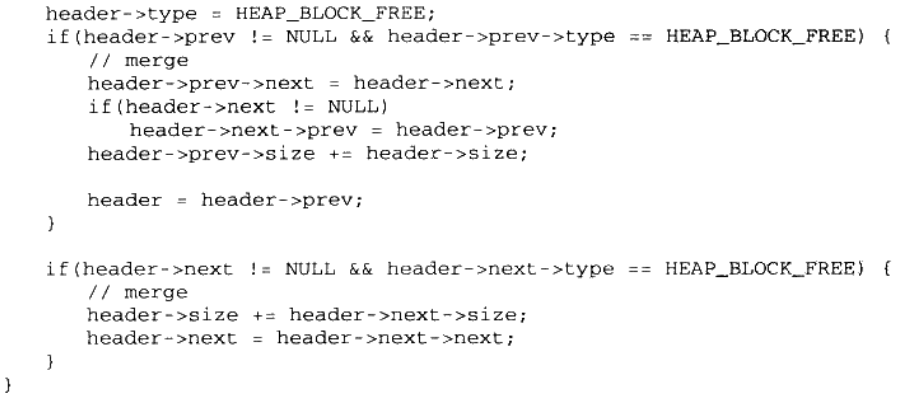 header->type = HEAP_BLOCK_FREE;
    if(header->prev != NULL && header->prev->type == HEAP_BLOCK_FREE) {
        // merge
        header->prev->next = header->next;
        if(header->next != NULL)
            header->next->prev = header->prev;
        header->prev->size += header->size;

        header = header->prev;
    }

    if(header->next != NULL && header->next->type == HEAP_BLOCK_FREE) {
        // merge
        header->size += header->next->size;
        header->next = header->next->next;
    }
}